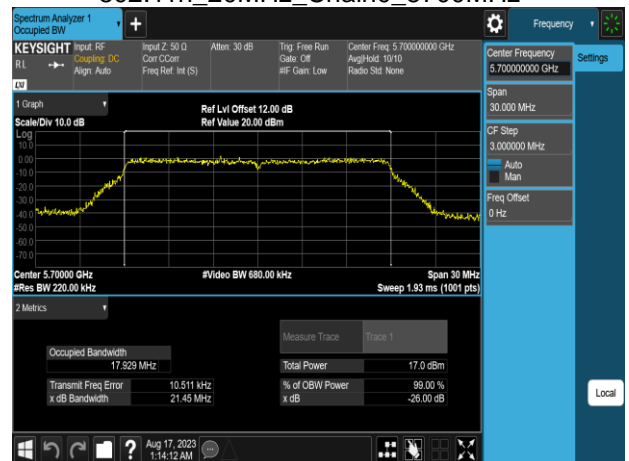 802.11n_20MHz_Chain0_5700MHz
Spectrum Analyzer 1
Occupied BW
Frequency
KEYSIGHT
RL
LXI
Input: RF
Coupling: DC
Align: Auto
Input Z: 50 Ω
Corr CCorr
Freq Ref: Int (S)
Atten: 30 dB
Trig: Free Run
Gate: Off
#IF Gain: Low
Center Freq: 5.700000000 GHz
Avg|Hold: 10/10
Radio Std: None
Center Frequency
5.700000000 GHz
Settings
Span
30.000 MHz
CF Step
3.000000 MHz
Auto
Man
Freq Offset
0 Hz
Local
1 Graph
Scale/Div 10.0 dB
Ref Lvl Offset 12.00 dB
Ref Value 20.00 dBm
Log
10.0
0.00
-10.0
-20.0
-30.0
-40.0
-50.0
-60.0
-70.0
Center 5.70000 GHz
#Video BW 680.00 kHz
Span 30 MHz
#Res BW 220.00 kHz
Sweep 1.93 ms (1001 pts)
2 Metrics
Measure Trace
Trace 1
Occupied Bandwidth
17.929 MHz
Total Power
17.0 dBm
Transmit Freq Error
10.511 kHz
% of OBW Power
99.00 %
x dB Bandwidth
21.45 MHz
x dB
-26.00 dB
?
Aug 17, 2023
1:14:12 AM